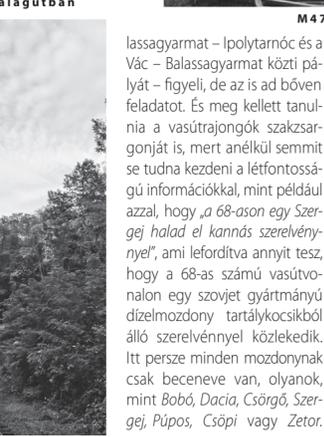 alagútban
M47
lassagyarmat – Ipolytarnóc és a
Vác – Balassagyarmat közti pá-
lyát – figyeli, de az is ad bőven
feladatot. És meg kellett tanul-
nia a vasútrajongók szakzsar-
gonját is, mert anélkül semmit
se tudna kezdeni a létfontossá-
gú információkkal, mint például
azzal, hogy „a 68-ason egy Szer-
gej halad el kannás szerelvény-
nyel”, ami lefordítva annyit tesz,
hogy a 68-as számú vasútvo-
nalon egy szovjet gyártmányú
dízelmozdony tartálykocsikból
álló szerelvénnyel közlekedik.
Itt persze minden mozdonynak
csak beceneve van, olyanok,
mint Bobó, Dacia, Csörgő, Szer-
gej, Púpos, Csöpi vagy Zetor.